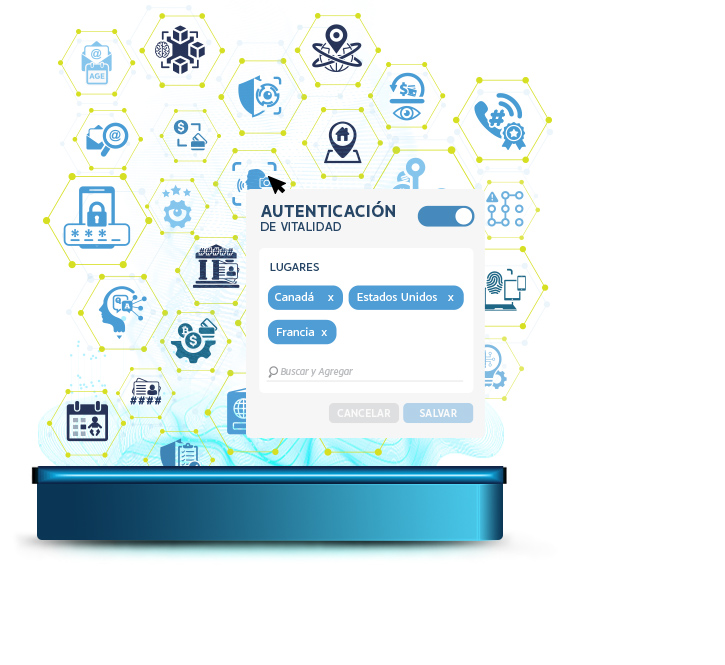 @
AGE
@
$
$
#
***
Q
A
B
$
####
AUTENTICACIÓN
DE VITALIDAD
LUGARES
Canadá x
Estados Unidos x
Francia x
Buscar y Agregar
CANCELAR
SALVAR